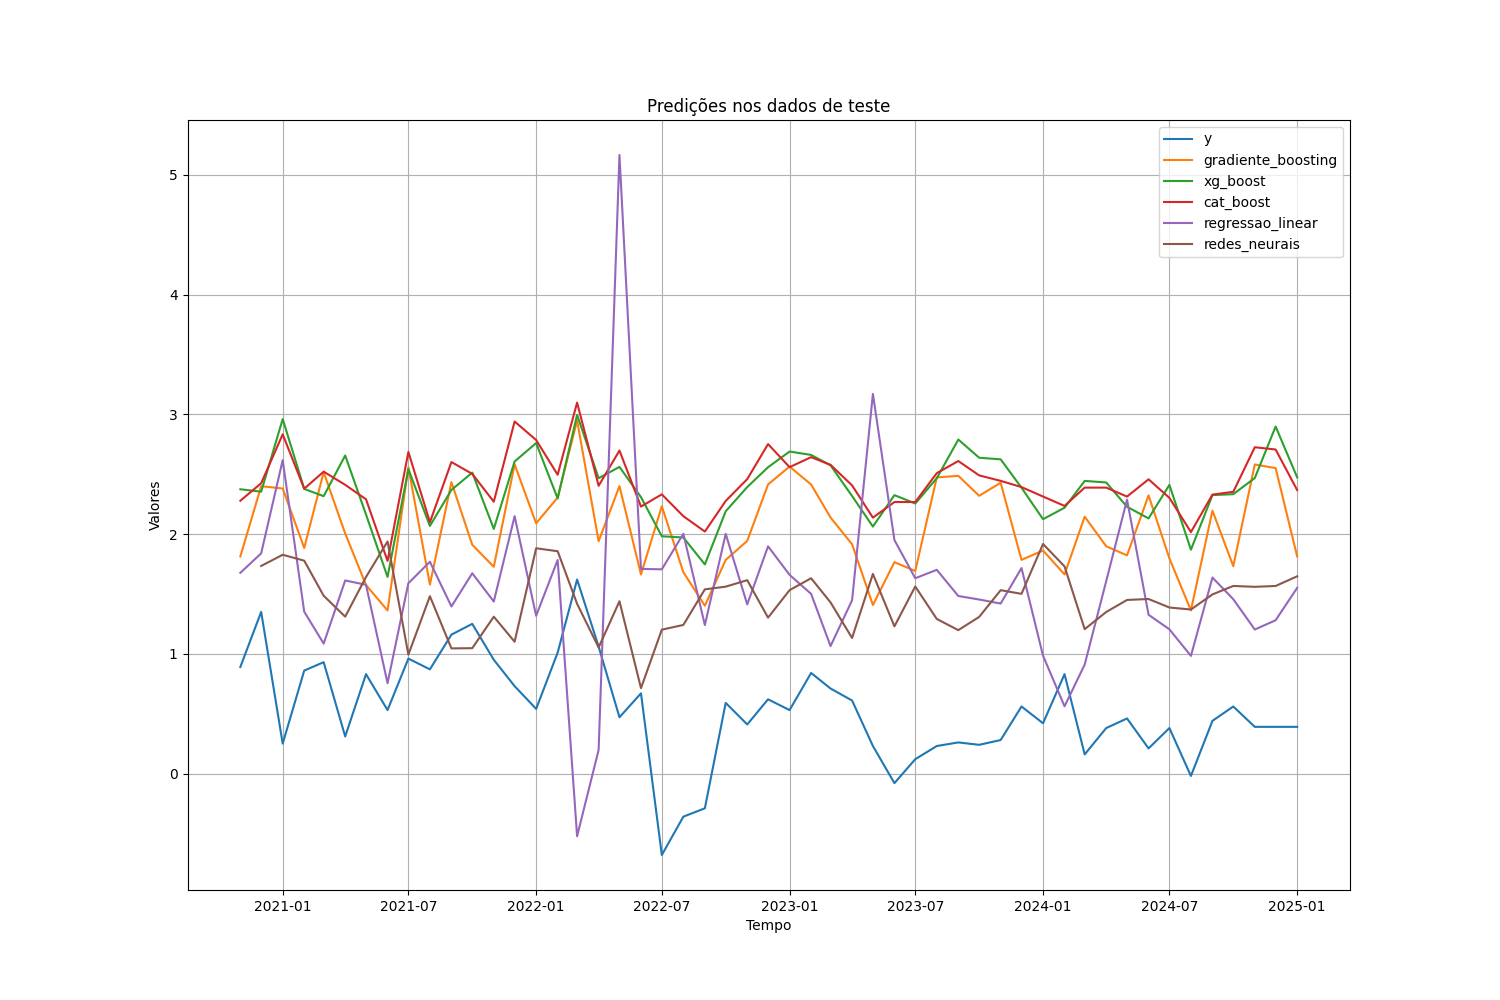 Predições nos dados de teste
y
gradiente_boosting
xg_boost
cat_boost
regressao_linear
redes_neurais
Valores
5
4
3
2
1
0
2021-01 2021-07 2022-01 2022-07 2023-01 2023-07 2024-01 2024-07 2025-01
Tempo